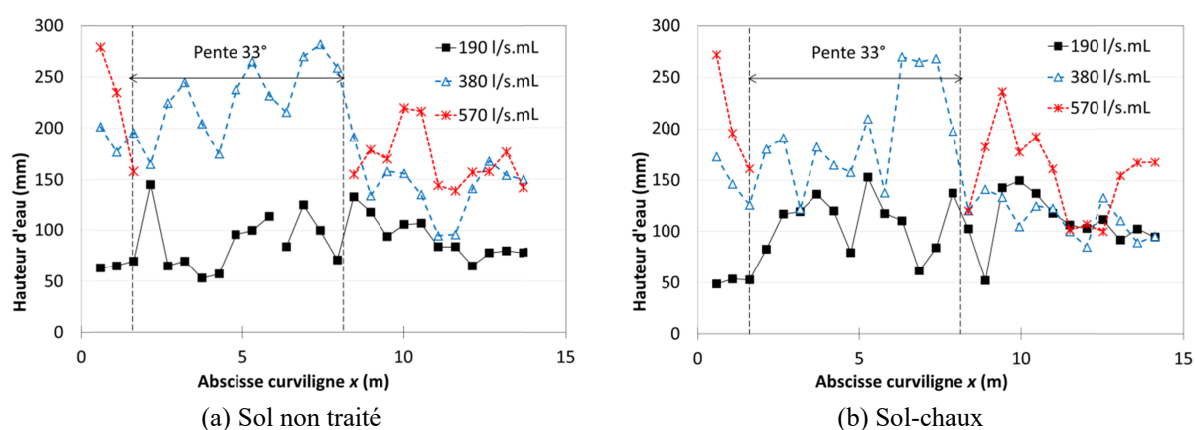 300
250
200
150
100
50
0
Hauteur d'eau (mm)
Pente 33°
190 l/s.mL
380 l/s.mL
570 l/s.mL
0 5 10 15
Abscisse curviligne x (m)
(a) Sol non traité
300
250
200
150
100
50
0
Hauteur d'eau (mm)
Pente 33°
190 l/s.mL
380 l/s.mL
570 l/s.mL
0 5 10 15
Abscisse curviligne x (m)
(b) Sol-chaux